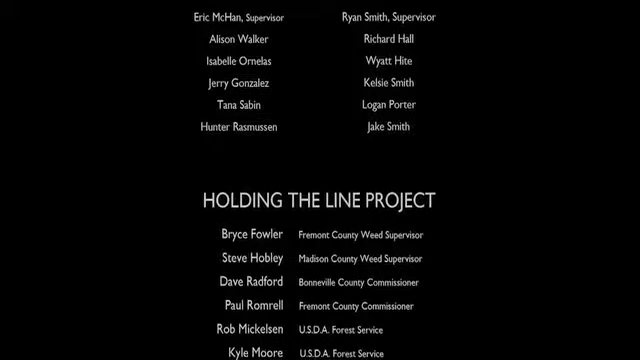 Eric McHan, Supervisor
Alison Walker
Isabelle Ornelas
Jerry Gonzalez
Tana Sabin
Hunter Rasmussen
Ryan Smith, Supervisor
Richard Hall
Wyatt Hite
Kelsie Smith
Logan Porter
Jake Smith
HOLDING THE LINE PROJECT
Bryce Fowler Fremont County Weed Supervisor
Steve Hobley Madison County Weed Supervisor
Dave Radford Bonneville County Commissioner
Paul Romrell Fremont County Commissioner
Rob Mickelsen U.S.D.A. Forest Service
Kyle Moore U.S.D.A. Forest Service